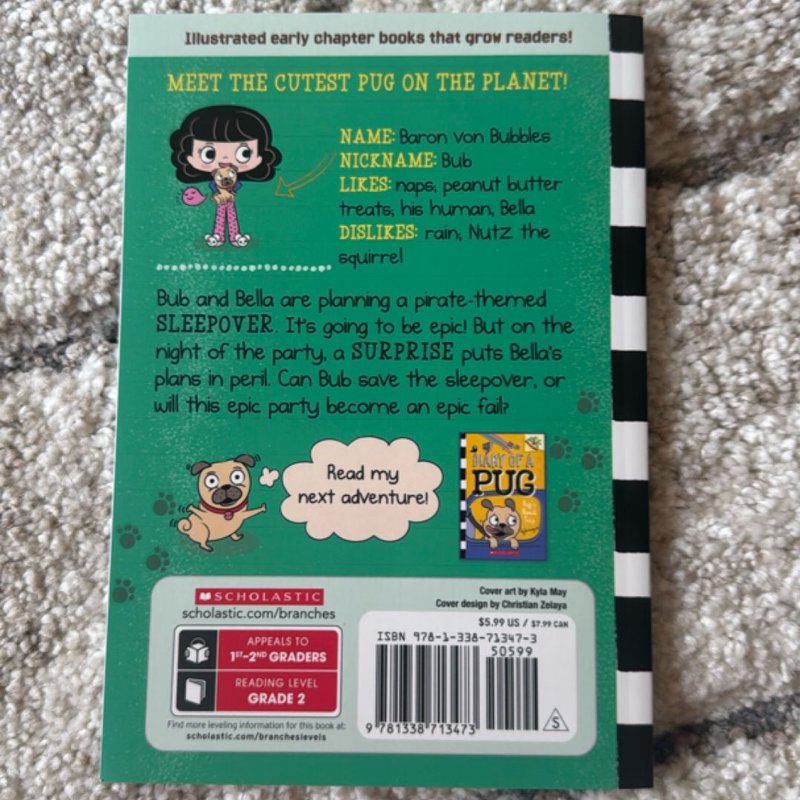 Illustrated early chapter books that grow readers!
MEET THE CUTEST PUG ON THE PLANET!
NAME: Baron von Bubbles
NICKNAME: Bub
LIKES: naps, peanut butter
treats, his human, Bella
DISLIKES: rain, Nutz the
squirrel
Bub and Bella are planning a pirate-themed
SLEEPOVER. It's going to be epic! But on the
night of the party, a SURPRISE puts Bella's
plans in peril. Can Bub save the sleepover, or
will this epic party become an epic fail?
Read my
next adventure!
DIARY OF A
PUG
SCHOLASTIC
SCHOLASTIC
scholastic.com/branches
APPEALS TO
1ST–2ND GRADERS
READING LEVEL
GRADE 2
Find more leveling information for this book at:
scholastic.com/brancheslevels
Cover art by Kyla May
Cover design by Christian Zelaya
$5.99 US / $7.99 CAN
ISBN 978-1-338-71347-3
50599
9 781338 713473
S